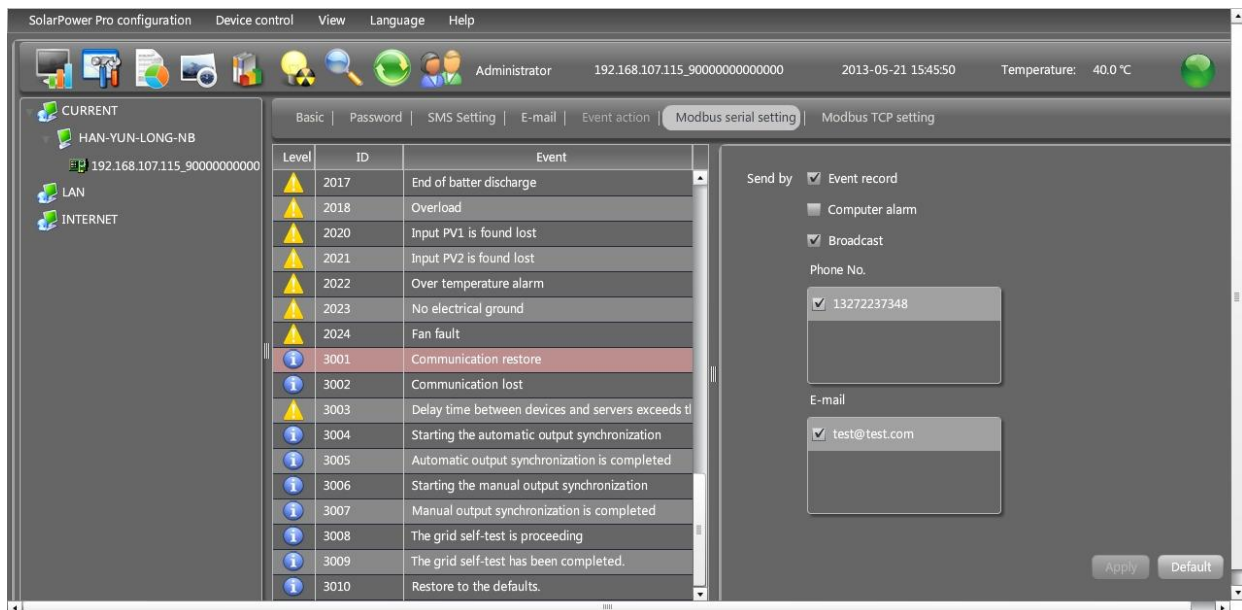 SolarPower Pro configuration Device control View Language Help
Administrator 192.168.107.115_90000000000000 2013-05-21 15:45:50 Temperature: 40.0 ℃
CURRENT
HAN-YUN-LONG-NB
192.168.107.115_90000000000
LAN
INTERNET
Basic | Password | SMS Setting | E-mail | Event action | Modbus serial setting | Modbus TCP setting
Level ID Event
2017 End of batter discharge
2018 Overload
2020 Input PV1 is found lost
2021 Input PV2 is found lost
2022 Over temperature alarm
2023 No electrical ground
2024 Fan fault
3001 Communication restore
3002 Communication lost
3003 Delay time between devices and servers exceeds
3004 Starting the automatic output synchronization
3005 Automatic output synchronization is completed
3006 Starting the manual output synchronization
3007 Manual output synchronization is completed
3008 The grid self-test is proceeding
3009 The grid self-test has been completed.
3010 Restore to the defaults.
Send by Event record
Computer alarm
Broadcast
Phone No.
13272237348
E-mail
test@test.com
Apply Default